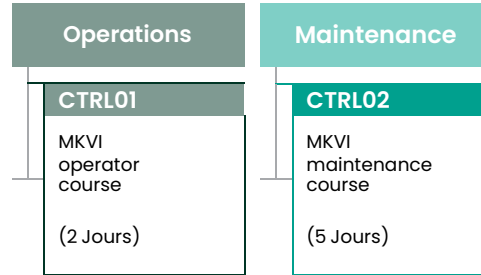 Operations
CTRL01
MKVI
operator
course
(2 Jours)
Maintenance
CTRL02
MKVI
maintenance
course
(5 Jours)